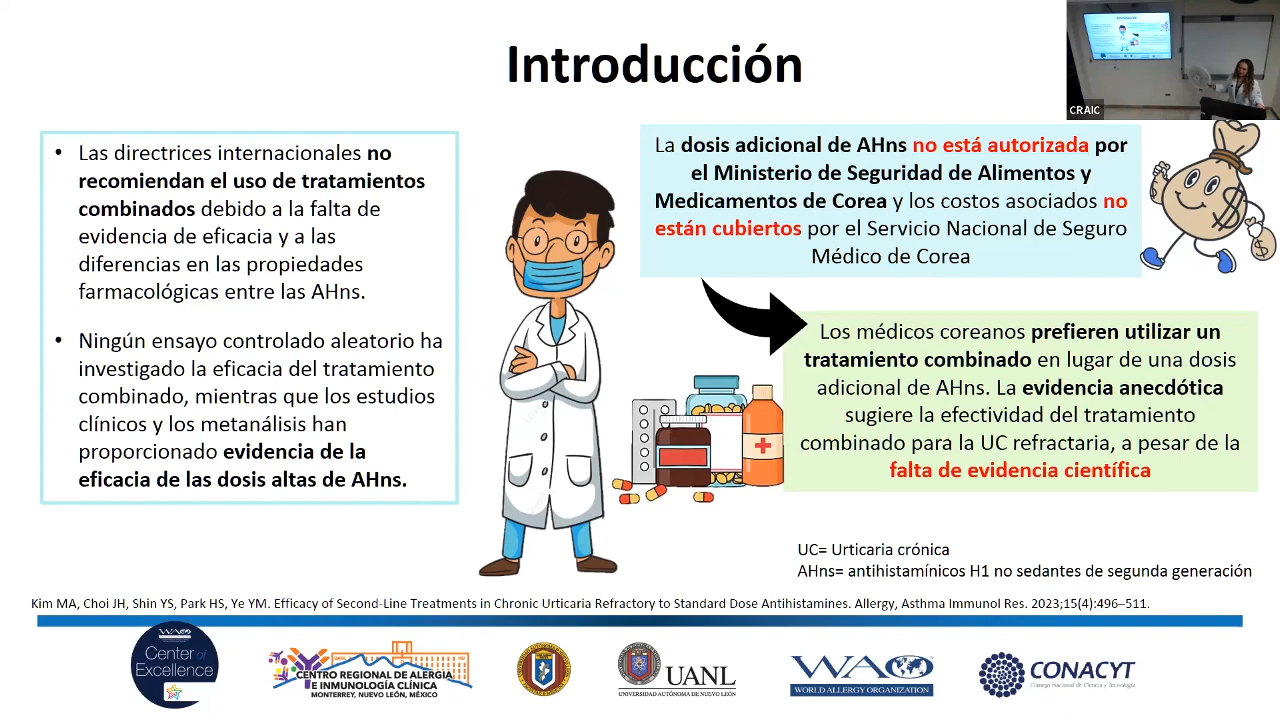 Introducción
CRAIC
• Las directrices internacionales no
recomiendan el uso de tratamientos
combinados debido a la falta de
evidencia de eficacia y a las
diferencias en las propiedades
farmacológicas entre las AHns.
• Ningún ensayo controlado aleatorio ha
investigado la eficacia del tratamiento
combinado, mientras que los estudios
clínicos y los metanálisis han
proporcionado evidencia de la
eficacia de las dosis altas de AHns.
La dosis adicional de AHns no está autorizada por
el Ministerio de Seguridad de Alimentos y
Medicamentos de Corea y los costos asociados no
están cubiertos por el Servicio Nacional de Seguro
Médico de Corea
Los médicos coreanos prefieren utilizar un
tratamiento combinado en lugar de una dosis
adicional de AHns. La evidencia anecdótica
sugiere la efectividad del tratamiento
combinado para la UC refractaria, a pesar de la
falta de evidencia científica
UC= Urticaria crónica
AHns= antihistamínicos H1 no sedantes de segunda generación
Kim MA, Choi JH, Shin YS, Park HS, Ye YM. Efficacy of Second-Line Treatments in Chronic Urticaria Refractory to Standard Dose Antihistamines. Allergy, Asthma Immunol Res. 2023;15(4):496–511.
WAO
Center of
Excellence
CENTRO REGIONAL DE ALERGIA
E INMUNOLOGÍA CLÍNICA
MONTERREY, NUEVO LEÓN, MÉXICO
UANL
UNIVERSIDAD AUTÓNOMA DE NUEVO LEÓN
WAO
WORLD ALLERGY ORGANIZATION
CONACYT
Consejo Nacional de Ciencia y Tecnología